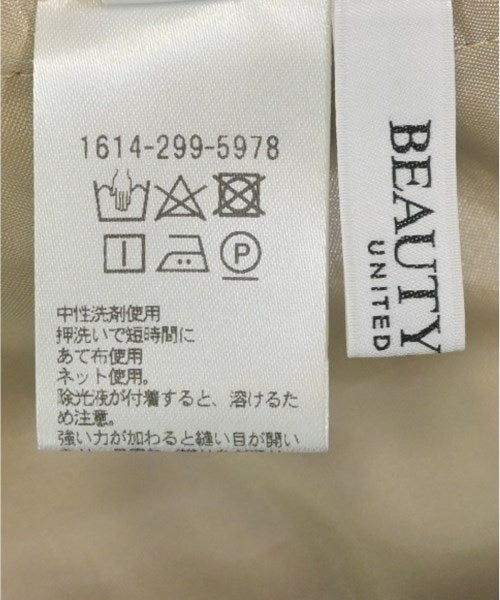 1614-299-5978
P
中性洗剤使用
押洗いで短時間に
あて布使用
ネット使用。
除光液が付着すると、溶けるた
め注意。
強い力が加わると縫い目が開い
BEAUTY
UNITED